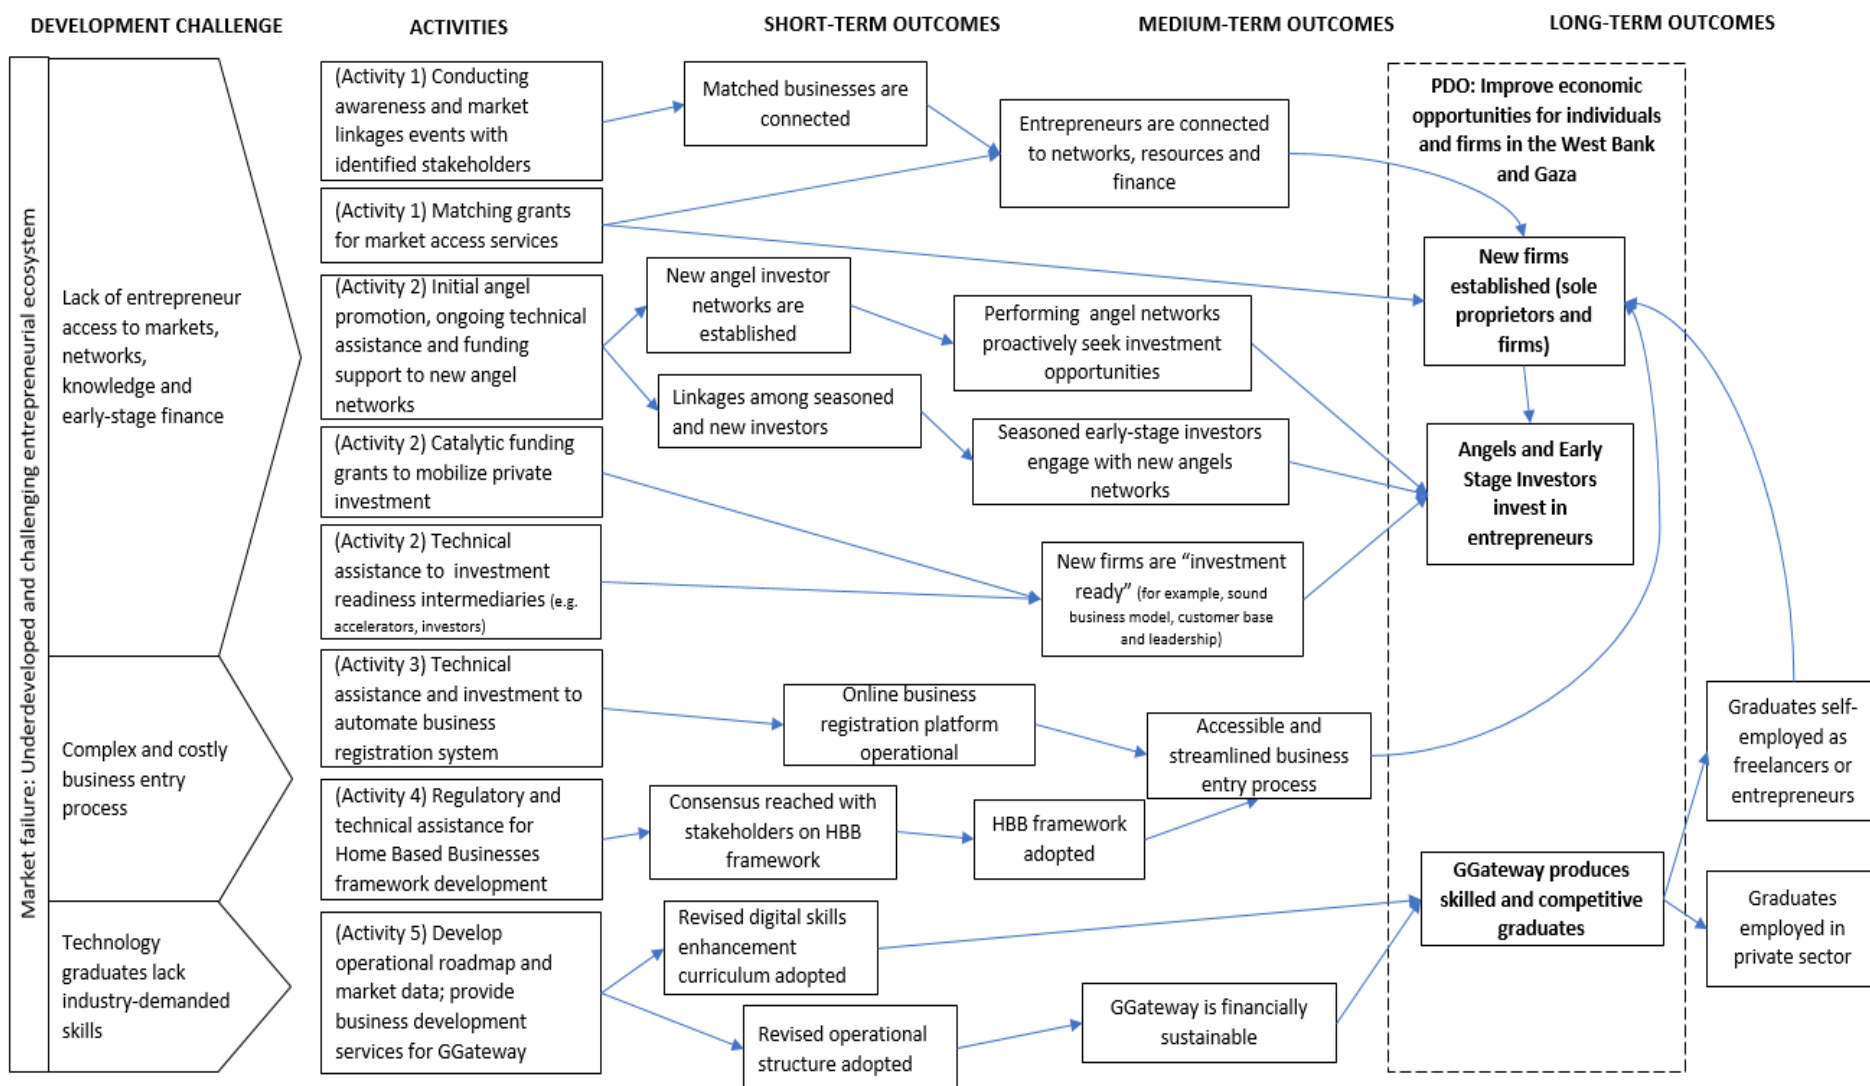 DEVELOPMENT CHALLENGE
ACTIVITIES
SHORT-TERM OUTCOMES
MEDIUM-TERM OUTCOMES
LONG-TERM OUTCOMES
Market failure: Underdeveloped and challenging entrepreneurial ecosystem
Lack of entrepreneur
access to markets,
networks,
knowledge and
early-stage finance
Complex and costly
business entry
process
Technology
graduates lack
industry-demanded
skills
(Activity 1) Conducting
awareness and market
linkages events with
identified stakeholders
(Activity 1) Matching grants
for market access services
(Activity 2) Initial angel
promotion, ongoing technical
assistance and funding
support to new angel
networks
(Activity 2) Catalytic funding
grants to mobilize private
investment
(Activity 2) Technical
assistance to investment
readiness intermediaries (e.g.
accelerators, investors)
(Activity 3) Technical
assistance and investment to
automate business
registration system
(Activity 4) Regulatory and
technical assistance for
Home Based Businesses
framework development
(Activity 5) Develop
operational roadmap and
market data; provide
business development
services for GGateway
Matched businesses are
connected
New angel investor
networks are
established
Linkages among seasoned
and new investors
Online business
registration platform
operational
Consensus reached with
stakeholders on HBB
framework
Revised digital skills
enhancement
curriculum adopted
Revised operational
structure adopted
Entrepreneurs are connected
to networks, resources and
finance
Performing angel networks
proactively seek investment
opportunities
Seasoned early-stage investors
engage with new angels
networks
New firms are “investment
ready” (for example, sound
business model, customer base
and leadership)
Accessible and
streamlined business
entry process
HBB framework
adopted
GGateway is financially
sustainable
PDO: Improve economic
opportunities for individuals
and firms in the West Bank
and Gaza
New firms
established (sole
proprietors and
firms)
Angels and Early
Stage Investors
invest in
entrepreneurs
GGateway produces
skilled and competitive
graduates
Graduates self-
employed as
freelancers or
entrepreneurs
Graduates
employed in
private sector